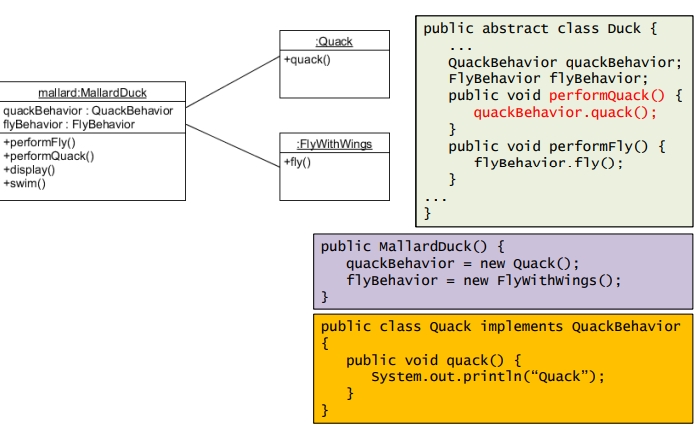 :Quack
+quack()
mallard:MallardDuck
quackBehavior : QuackBehavior
flyBehavior : FlyBehavior
+performFly()
+performQuack()
+display()
+swim()
:FlyWithWings
+fly()
public abstract class Duck {
...
QuackBehavior quackBehavior;
FlyBehavior flyBehavior;
public void performQuack() {
quackBehavior.quack();
}
public void performFly() {
flyBehavior.fly();
}
...
}
public MallardDuck() {
quackBehavior = new Quack();
flyBehavior = new FlyWithWings();
}
public class Quack implements QuackBehavior
{
public void quack() {
System.out.println(“Quack”);
}
}